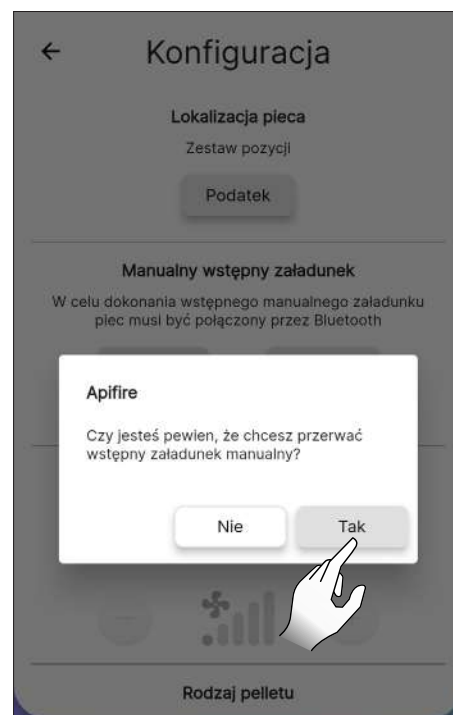 Konfiguracja
Lokalizacja pieca
Zestaw pozycji
Podatek
Manualny wstępny załadunek
W celu dokonania wstępnego manualnego załadunku
piec musi być połączony przez Bluetooth
Apifire
Czy jesteś pewien, że chcesz przerwać
wstępny załadunek manualny?
Nie Tak
Rodzaj pelletu